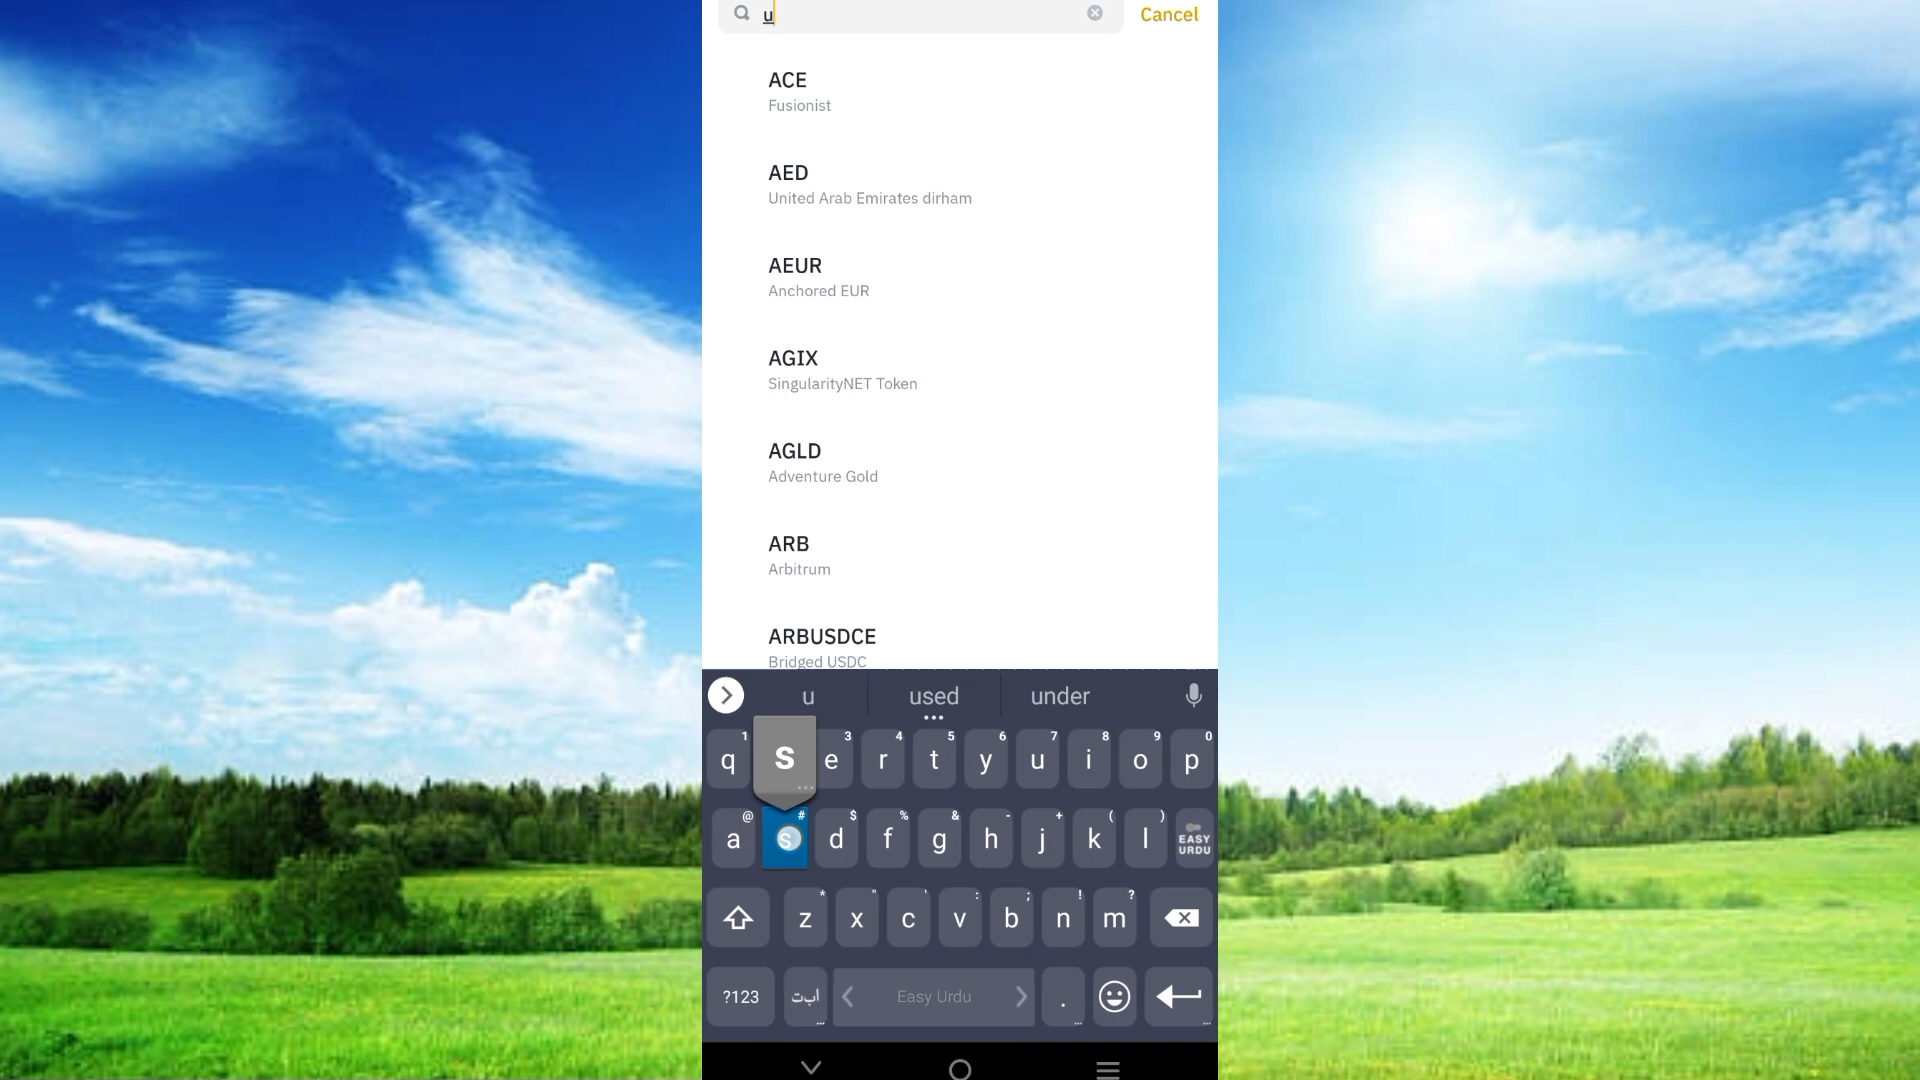 u
Cancel
ACE
Fusionist
AED
United Arab Emirates dirham
AEUR
Anchored EUR
AGIX
SingularityNET Token
AGLD
Adventure Gold
ARB
Arbitrum
ARBUSDCE
Bridged USDC
u used under
1 3 4 5 6 7 8 9 0
q s e r t y u i o p
@ # $ % & - + ( )
a s d f g h j k l EASY URDU
* " ' : ; ! ?
z x c v b n m
?123 ا ب ت Easy Urdu .